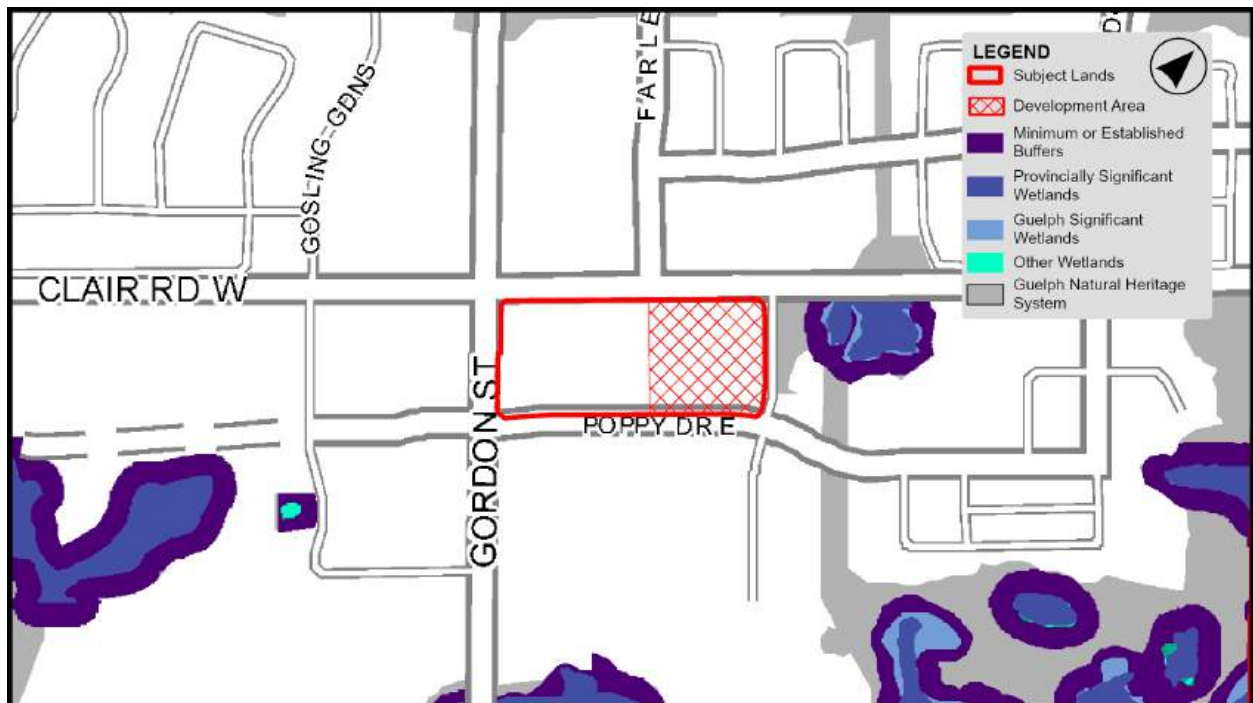 GOSLING GDNS
FARLE
D
LEGEND
Subject Lands
Development Area
Minimum or Established
Buffers
Provincially Significant
Wetlands
Guelph Significant
Wetlands
Other Wetlands
Guelph Natural Heritage
System
CLAIR RD W
GORDON ST
POPPY DR E